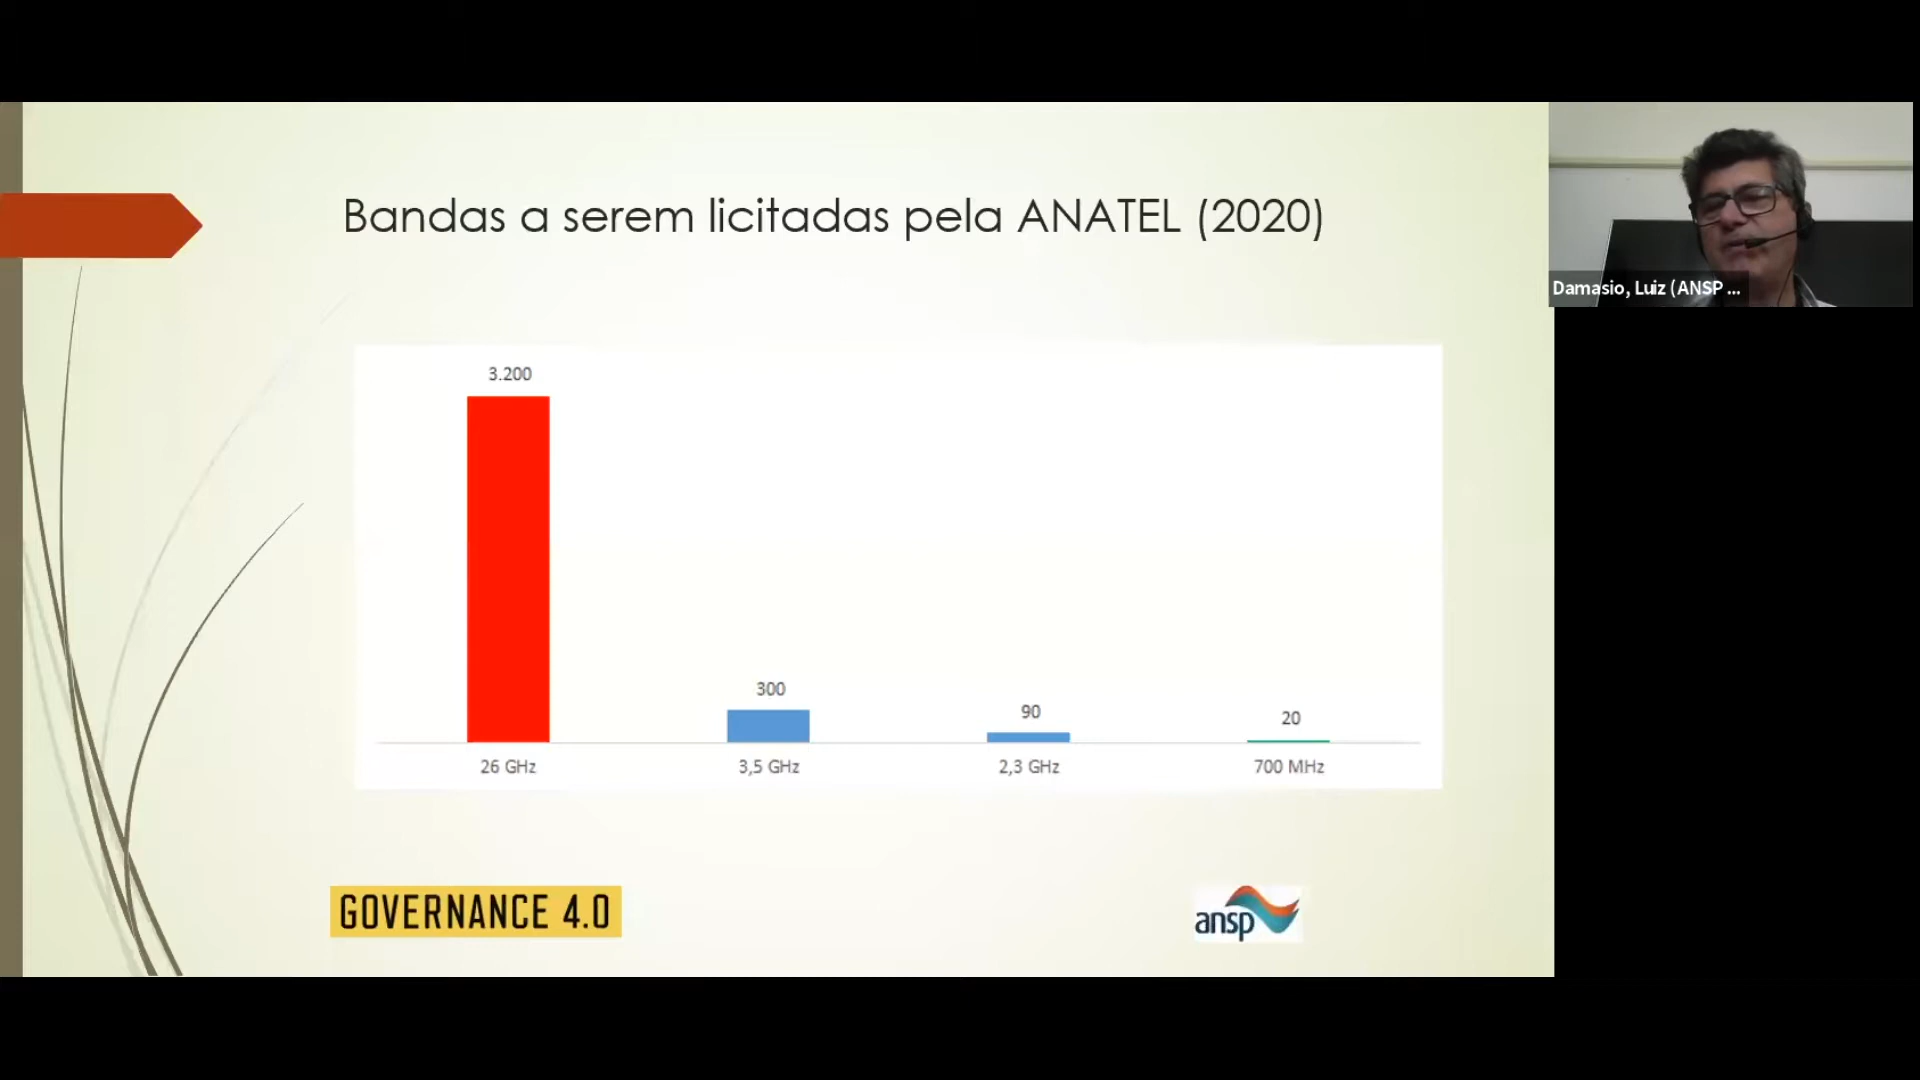 Bandas a serem licitadas pela ANATEL (2020)
Damasio, Luiz (ANSP ...
3.200
300
90
20
26 GHz
3,5 GHz
2,3 GHz
700 MHz
GOVERNANCE 4.0
ansp